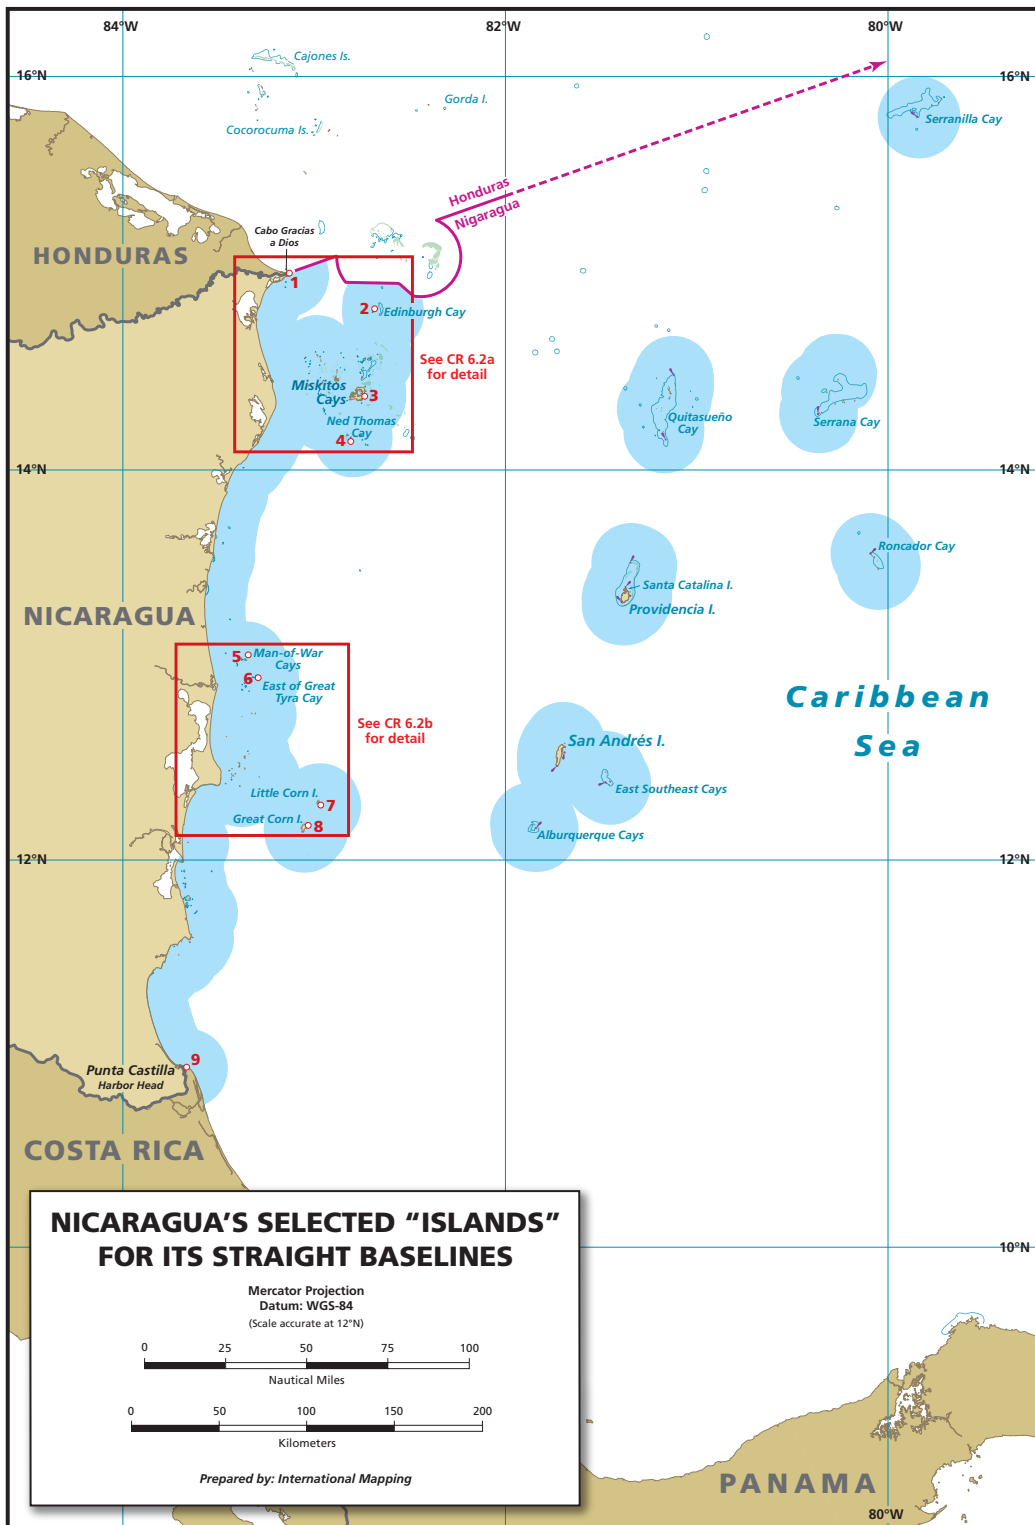 84°W
82°W
80°W
16°N
16°N
Cajones Is.
Gorda I.
Cocorocuma Is.
Serranilla Cay
Honduras
Nigaragua
Cabo Gracias
a Dios
HONDURAS
1
2
Edinburgh Cay
See CR 6.2a
for detail
Miskitos
Cays
3
Ned Thomas
Cay
4
Quitasueño
Cay
Serrana Cay
14°N
14°N
Roncador Cay
Santa Catalina I.
Providencia I.
NICARAGUA
5
Man-of-War
Cays
6
East of Great
Tyra Cay
See CR 6.2b
for detail
Caribbean
Sea
San Andrés I.
East Southeast Cays
Little Corn I.
7
Great Corn I.
8
Alburquerque Cays
12°N
12°N
9
Punta Castilla
Harbor Head
COSTA RICA
10°N
NICARAGUA'S SELECTED “ISLANDS”
FOR ITS STRAIGHT BASELINES
Mercator Projection
Datum: WGS-84
(Scale accurate at 12°N)
0 25 50 75 100
Nautical Miles
0 50 100 150 200
Kilometers
Prepared by: International Mapping
PANAMA
80°W